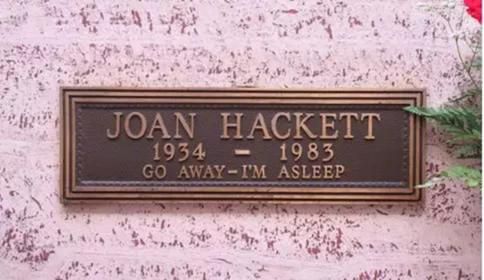 JOAN HACKETT
1934 – 1983
GO AWAY – I'M ASLEEP